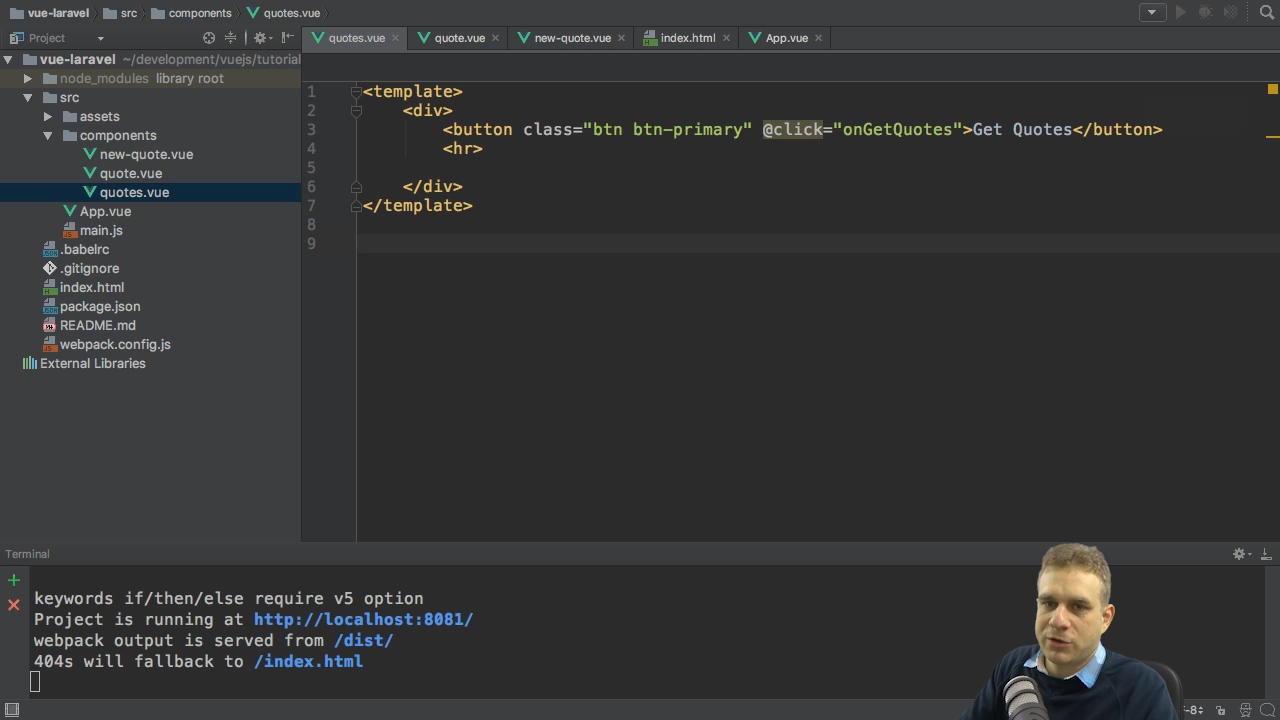 vue-laravel src components quotes.vue
Project
quotes.vue quote.vue new-quote.vue index.html App.vue
vue-laravel ~/development/vuejs/tutorial
node_modules library root
src
assets
components
new-quote.vue
quote.vue
quotes.vue
App.vue
main.js
.babelrc
.gitignore
index.html
package.json
README.md
webpack.config.js
External Libraries
1 <template>
2 <div>
3 <button class="btn btn-primary" @click="onGetQuotes">Get Quotes</button>
4 <hr>
5
6 </div>
7 </template>
8
9
Terminal
keywords if/then/else require v5 option
Project is running at http://localhost:8081/
webpack output is served from /dist/
404s will fallback to /index.html
-8